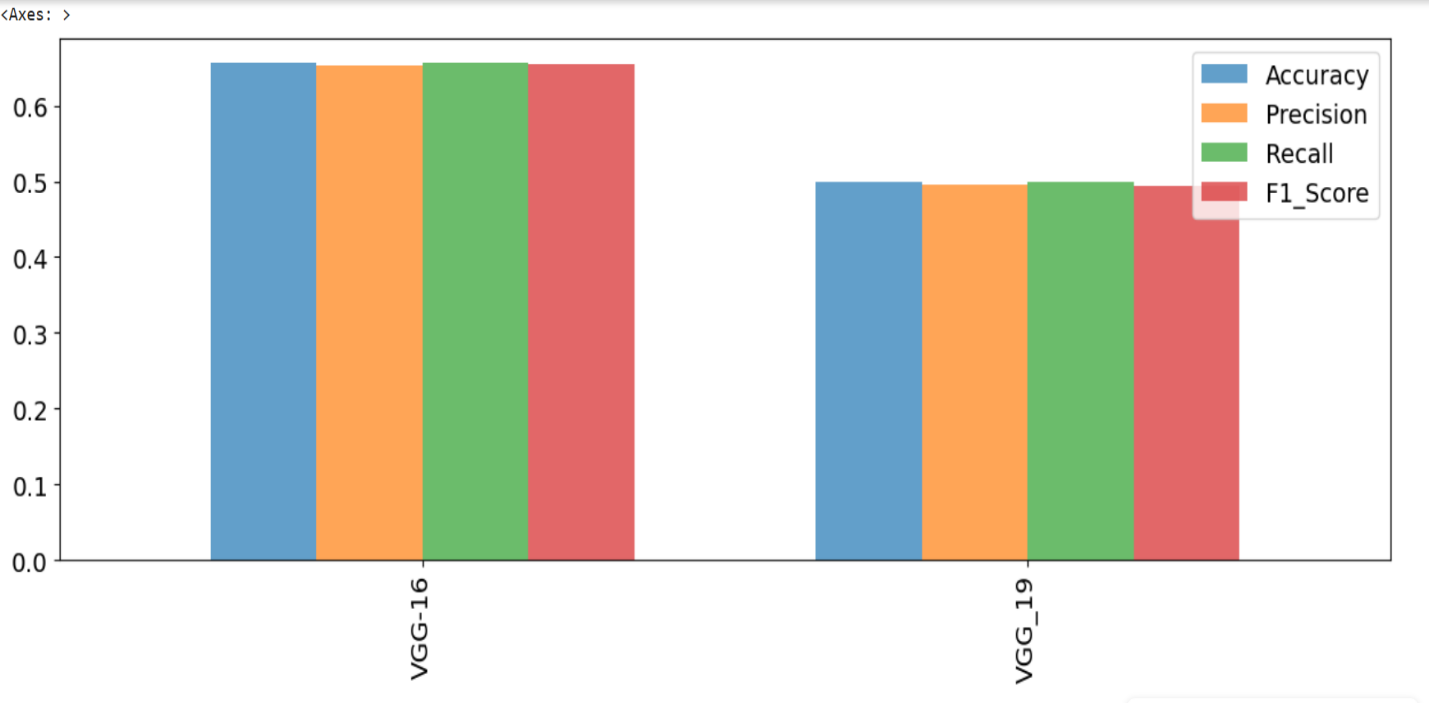 <Axes: >
Accuracy
Precision
Recall
F1_Score
0.6
0.5
0.4
0.3
0.2
0.1
0.0
VGG-16
VGG_19